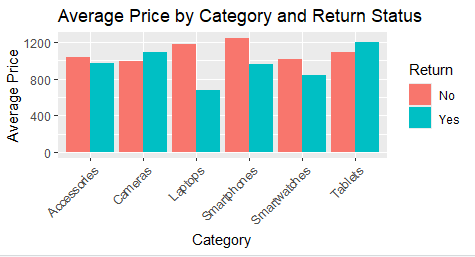 Average Price by Category and Return Status
Average Price
1200
800
400
0
Accessories
Cameras
Laptops
Smartphones
Smartwatches
Tablets
Category
Return
No
Yes